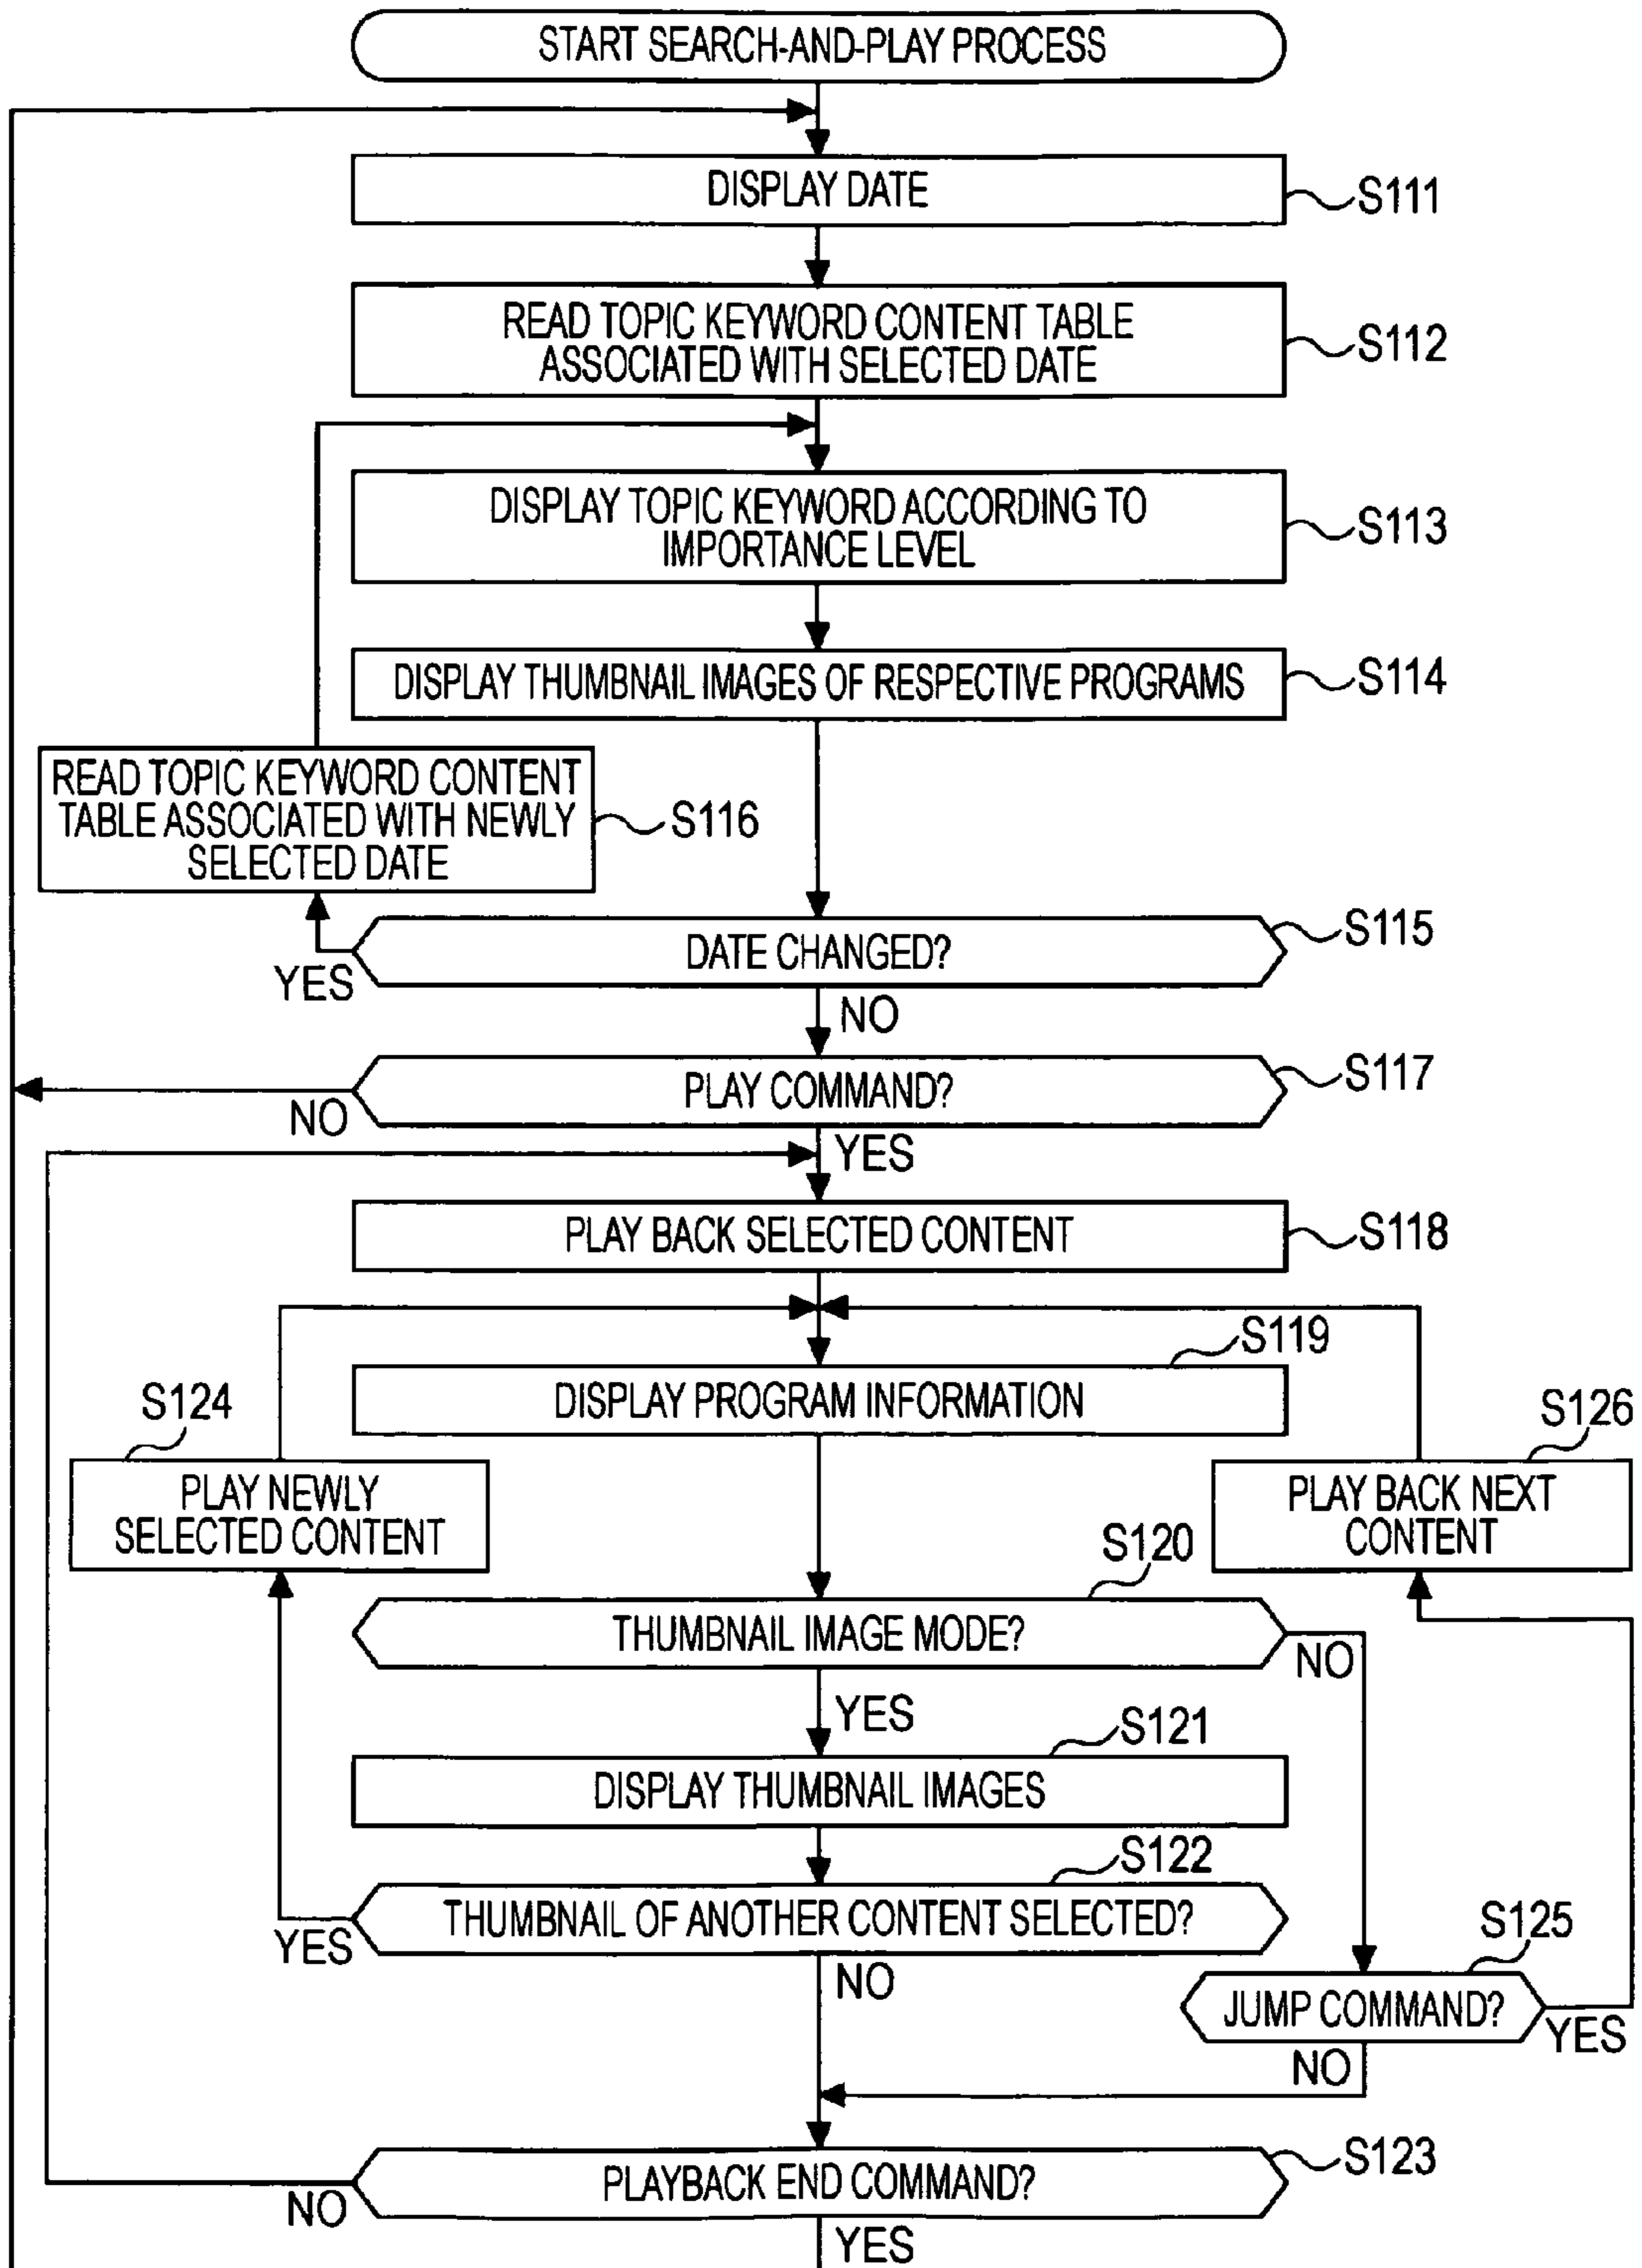 START SEARCH-AND-PLAY PROCESS
DISPLAY DATE
S111
READ TOPIC KEYWORD CONTENT TABLE
ASSOCIATED WITH SELECTED DATE
S112
DISPLAY TOPIC KEYWORD ACCORDING TO
IMPORTANCE LEVEL
S113
DISPLAY THUMBNAIL IMAGES OF RESPECTIVE PROGRAMS
S114
READ TOPIC KEYWORD CONTENT
TABLE ASSOCIATED WITH NEWLY
SELECTED DATE
S116
DATE CHANGED?
S115
YES
NO
PLAY COMMAND?
S117
NO
YES
PLAY BACK SELECTED CONTENT
S118
S119
DISPLAY PROGRAM INFORMATION
S124
PLAY NEWLY
SELECTED CONTENT
S126
PLAY BACK NEXT
CONTENT
S120
THUMBNAIL IMAGE MODE?
NO
YES
S121
DISPLAY THUMBNAIL IMAGES
S122
THUMBNAIL OF ANOTHER CONTENT SELECTED?
YES
NO
S125
JUMP COMMAND?
YES
NO
S123
PLAYBACK END COMMAND?
NO
YES